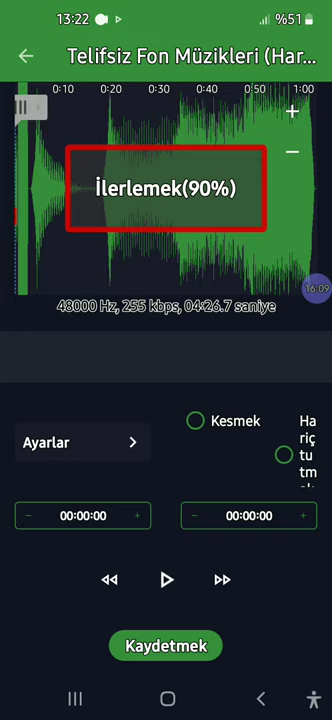 13:22
%51
Telifsiz Fon Müzikleri (Har...
0:10 0:20 0:30 0:40 0:50 1:00
İlerlemek(90%)
48000 Hz, 255 kbps, 04:26.7 saniye
16:09
Ayarlar
Kesmek
Ha
riç
tu
tm
00:00:00
00:00:00
Kaydetmek